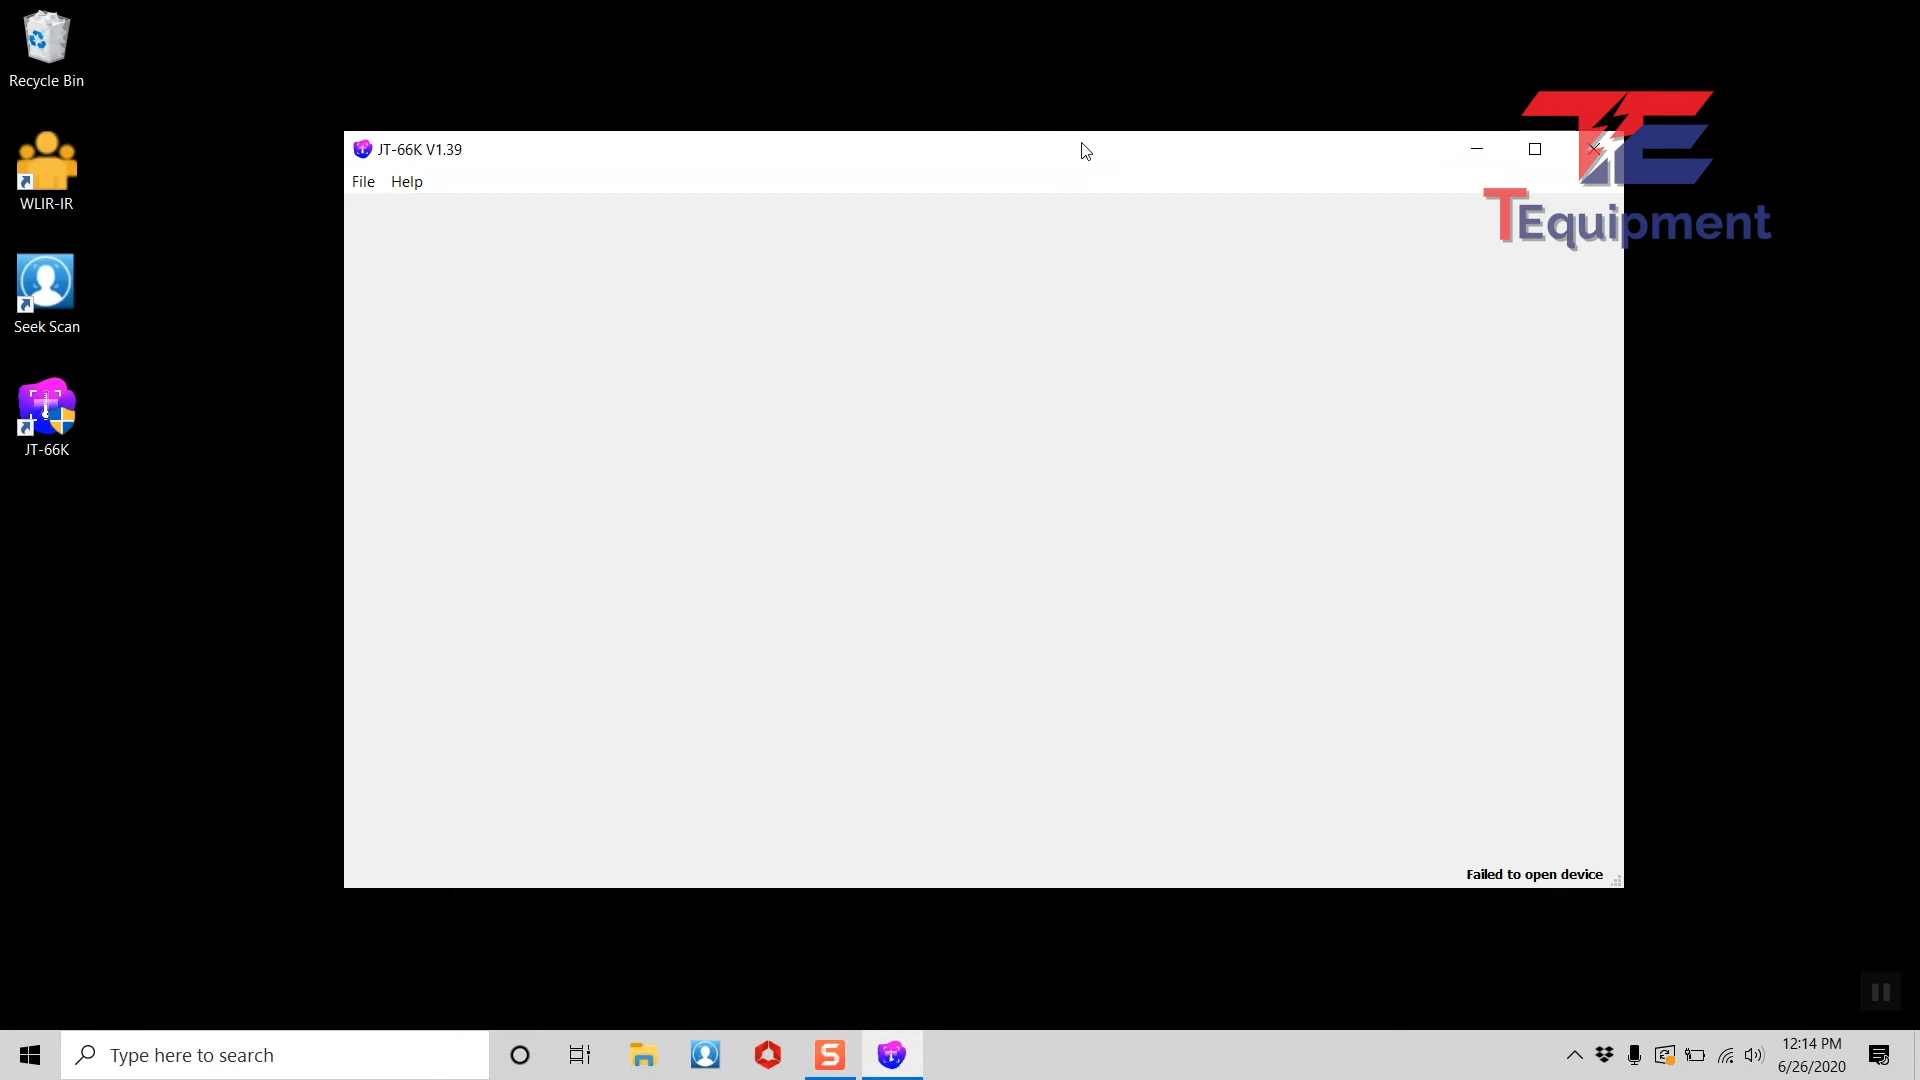 Recycle Bin
WLIR-IR
Seek Scan
JT-66K
JT-66K V1.39
File Help
TE
TEquipment
Failed to open device
Type here to search
S
12:14 PM
6/26/2020